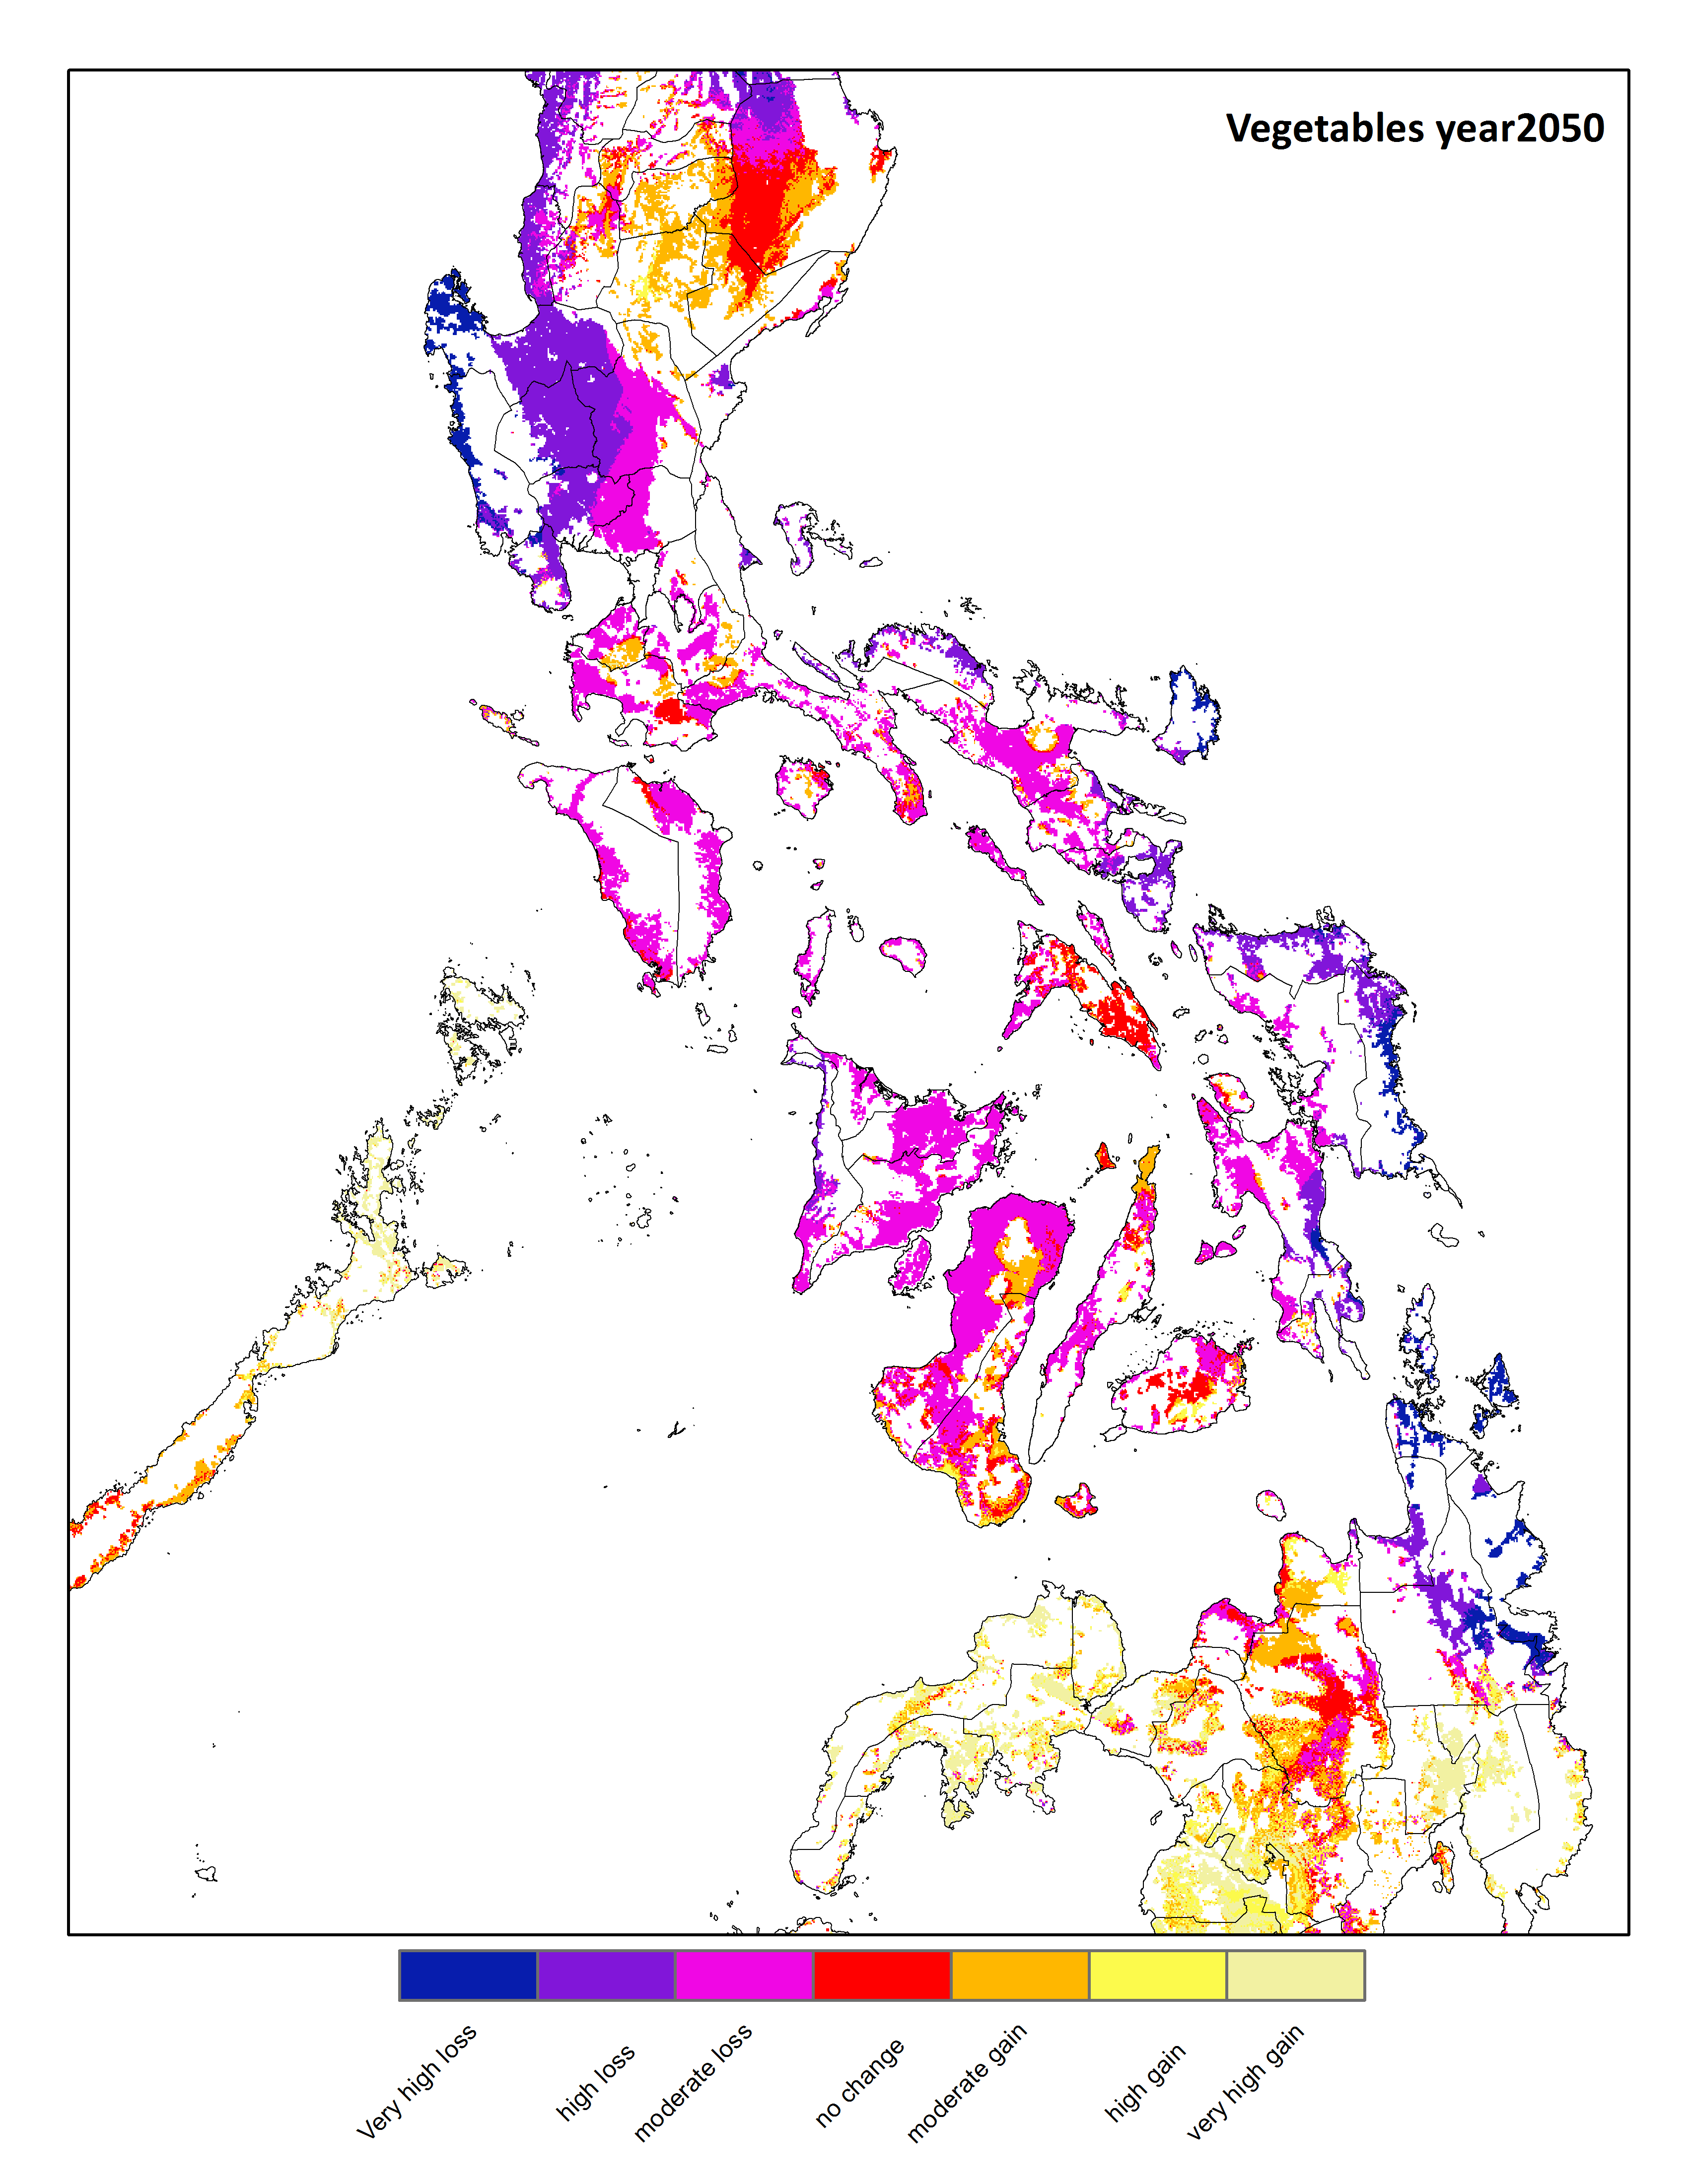 Vegetables year2050
Very high loss
high loss
moderate loss
no change
moderate gain
high gain
very high gain